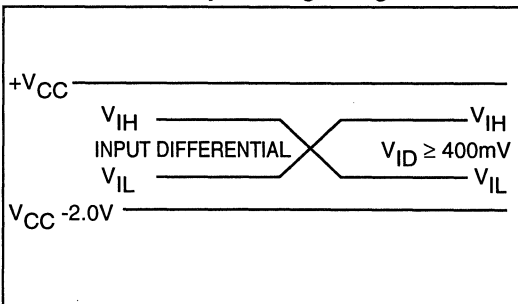 +VCC
VIH VIH
INPUT DIFFERENTIAL VID ≥ 400mV
VIL VIL
VCC -2.0V